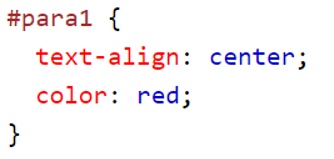 #para1 {
  text-align: center;
  color: red;
}